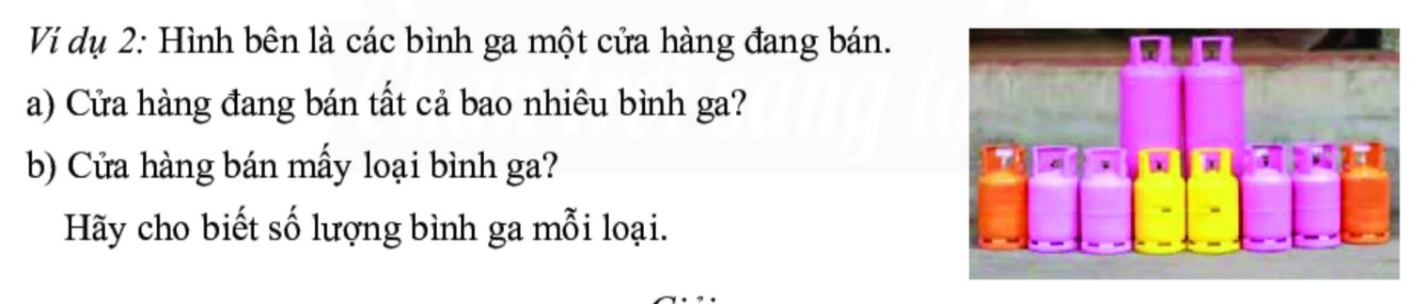 Ví dụ 2: Hình bên là các bình ga một cửa hàng đang bán.
a) Cửa hàng đang bán tất cả bao nhiêu bình ga?
b) Cửa hàng bán mấy loại bình ga?
Hãy cho biết số lượng bình ga mỗi loại.